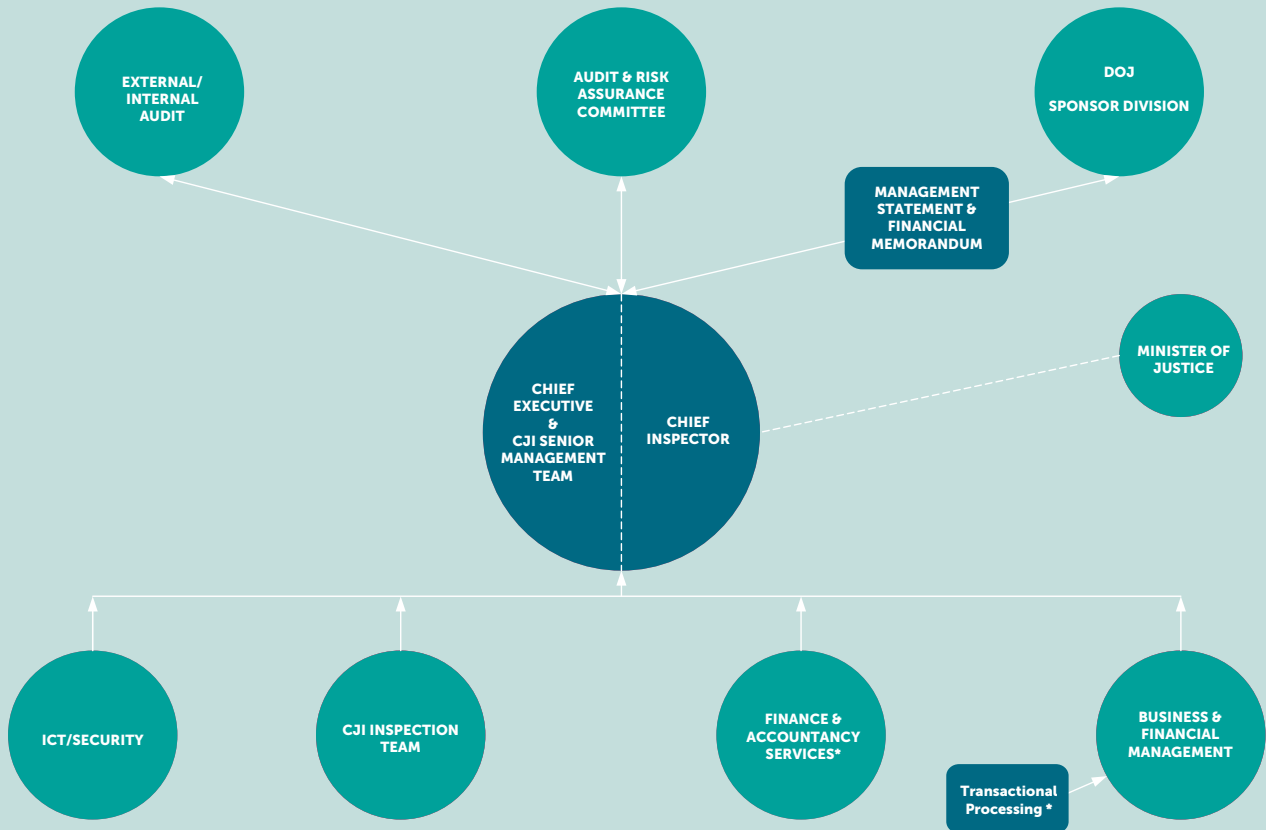 EXTERNAL/
INTERNAL
AUDIT
AUDIT & RISK
ASSURANCE
COMMITTEE
DOJ
SPONSOR DIVISION
MANAGEMENT
STATEMENT &
FINANCIAL
MEMORANDUM
MINISTER OF
JUSTICE
CHIEF
EXECUTIVE
&
CJI SENIOR
MANAGEMENT
TEAM
CHIEF
INSPECTOR
ICT/SECURITY
CJI INSPECTION
TEAM
FINANCE &
ACCOUNTANCY
SERVICES*
BUSINESS &
FINANCIAL
MANAGEMENT
Transactional
Processing *